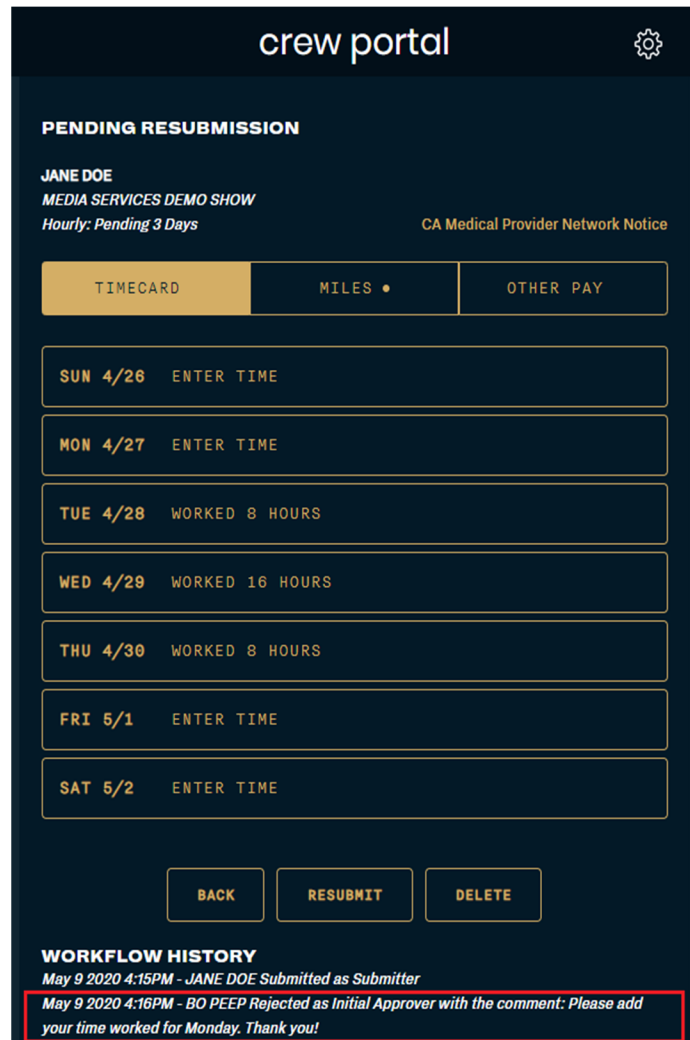 crew portal
PENDING RESUBMISSION
JANE DOE
MEDIA SERVICES DEMO SHOW
Hourly: Pending 3 Days
CA Medical Provider Network Notice
TIMECARD
MILES •
OTHER PAY
SUN 4/26 ENTER TIME
MON 4/27 ENTER TIME
TUE 4/28 WORKED 8 HOURS
WED 4/29 WORKED 16 HOURS
THU 4/30 WORKED 8 HOURS
FRI 5/1 ENTER TIME
SAT 5/2 ENTER TIME
BACK
RESUBMIT
DELETE
WORKFLOW HISTORY
May 9 2020 4:15PM - JANE DOE Submitted as Submitter
May 9 2020 4:16PM - BO PEEP Rejected as Initial Approver with the comment: Please add
your time worked for Monday. Thank you!